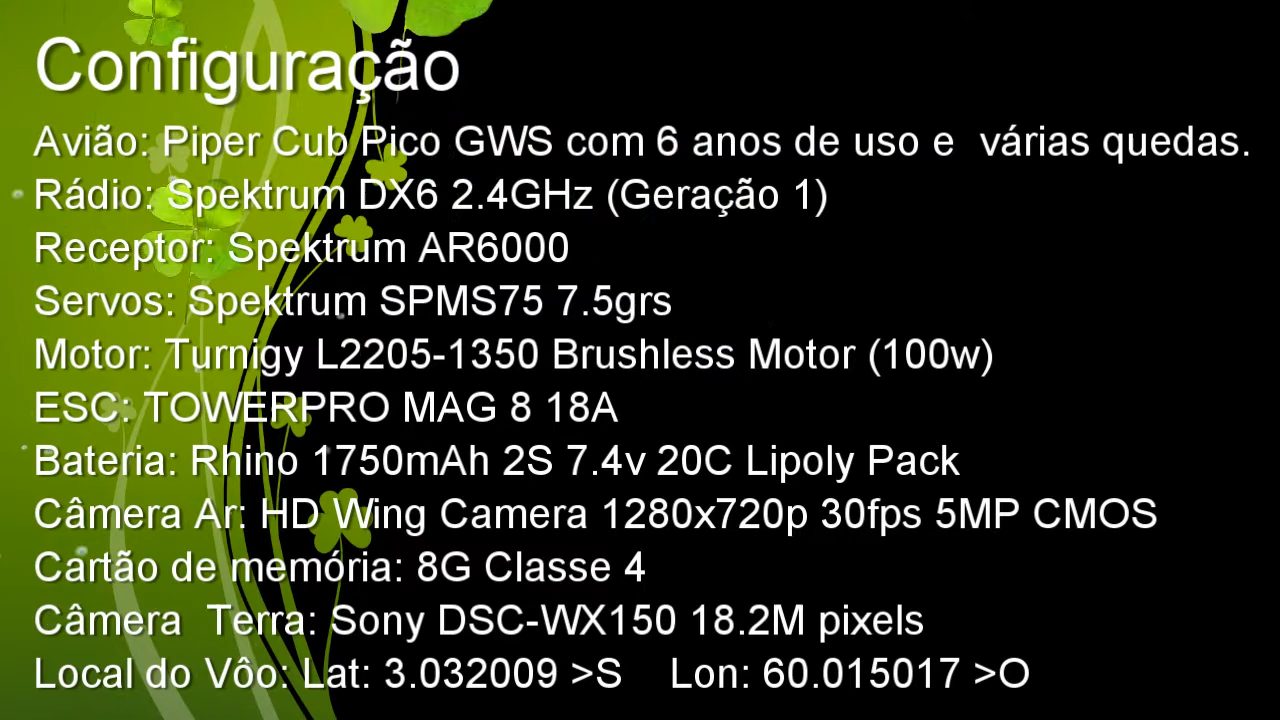 Configuração
Avião: Piper Cub Pico GWS com 6 anos de uso e  várias quedas.
Rádio: Spektrum DX6 2.4GHz (Geração 1)
Receptor: Spektrum AR6000
Servos: Spektrum SPMS75 7.5grs
Motor: Turnigy L2205-1350 Brushless Motor (100w)
ESC: TOWERPRO MAG 8 18A
Bateria: Rhino 1750mAh 2S 7.4v 20C Lipoly Pack
Câmera Ar: HD Wing Camera 1280x720p 30fps 5MP CMOS
Cartão de memória: 8G Classe 4
Câmera  Terra: Sony DSC-WX150 18.2M pixels
Local do Vôo: Lat: 3.032009 >S    Lon: 60.015017 >O